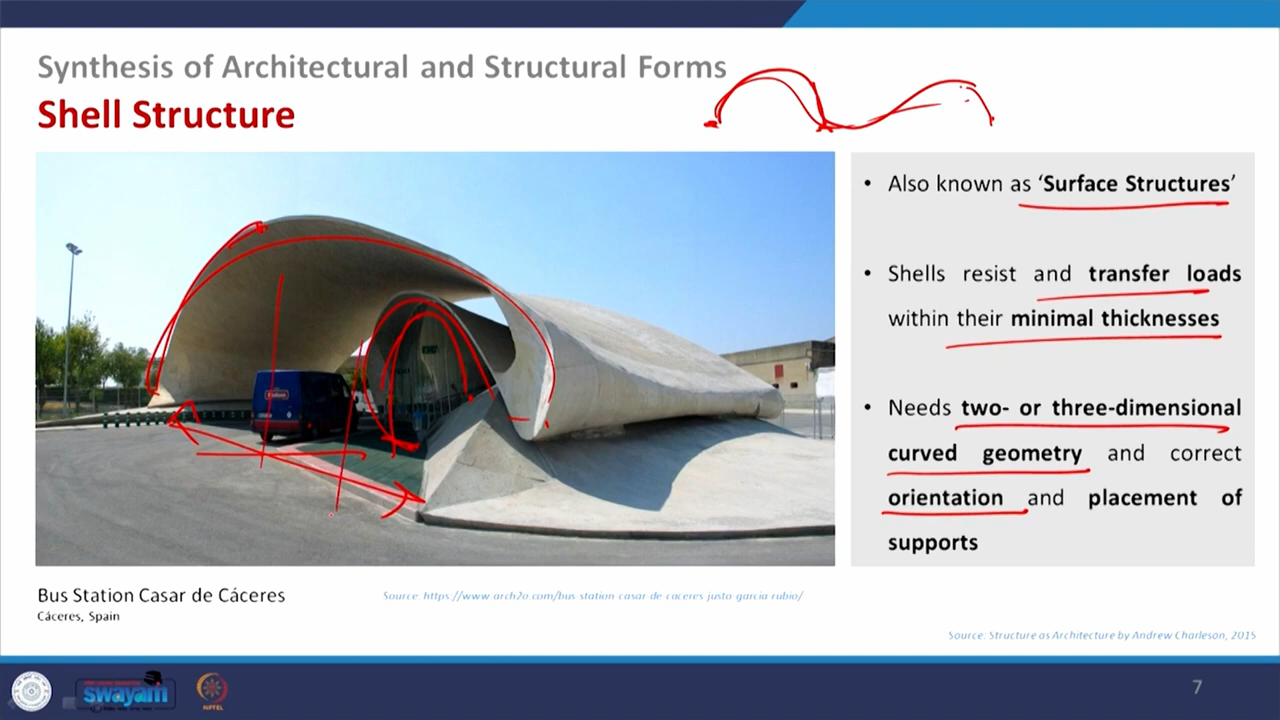 Synthesis of Architectural and Structural Forms
Shell Structure
• Also known as ‘Surface Structures’
• Shells resist and transfer loads
within their minimal thicknesses
• Needs two- or three-dimensional
curved geometry and correct
orientation and placement of
supports
Bus Station Casar de Cáceres
Cáceres, Spain
Source: https://www.arch2o.com/bus-station-casar-de-caceres-justo-garcia-rubio/
Source: Structure as Architecture by Andrew Charleson, 2015
swayam
NPTEL
7